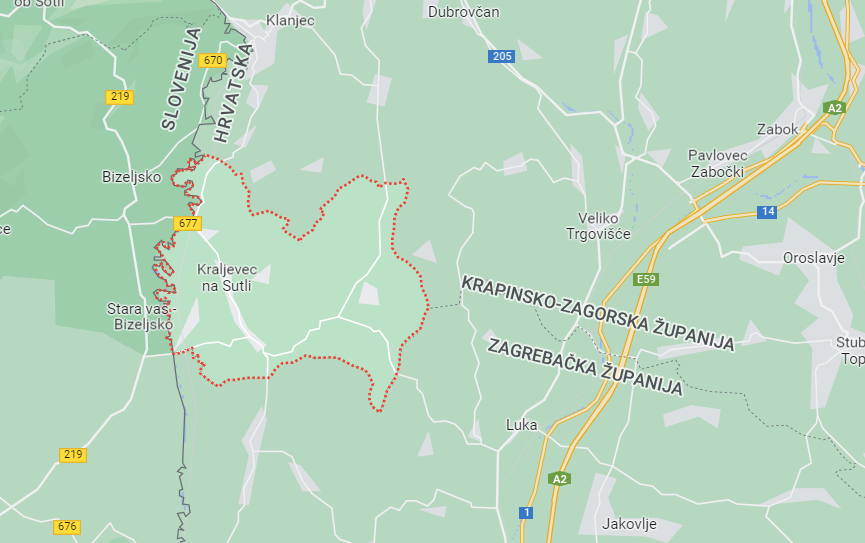 ob Sotli
Klanjec
Dubrovčan
205
670
SLOVENIJA
HRVATSKA
219
A2
Zabok
Pavlovec
Zabočki
Bizeljsko
14
677
Veliko
Trgovišće
Oroslavje
Kraljevec
na Sutli
E59
KRAPINSKO-ZAGORSKA ŽUPANIJA
Stara vas -
Bizeljsko
ZAGREBAČKA ŽUPANIJA
Stub
Top
Luka
219
A2
1
676
Jakovlje